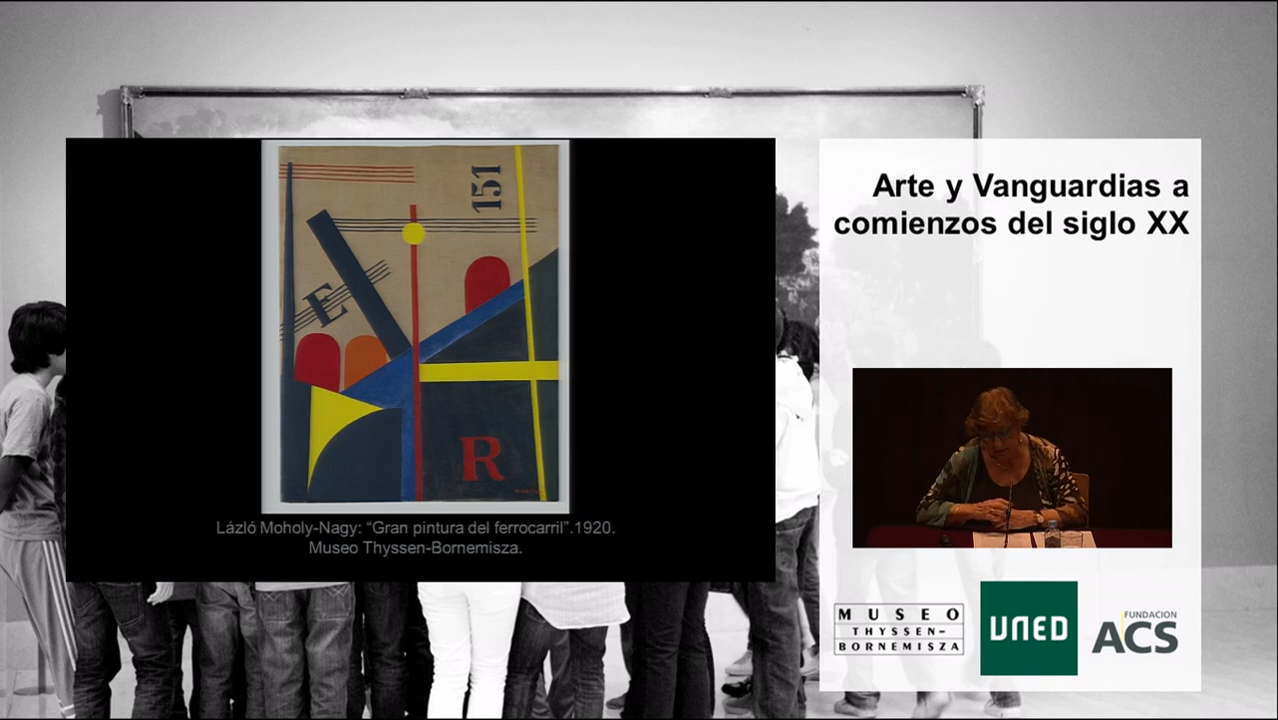 151
E
R
Lázló Moholy-Nagy: “Gran pintura del ferrocarril”.1920.
Museo Thyssen-Bornemisza.
Arte y Vanguardias a
comienzos del siglo XX
MUSEO
THYSSEN-
BORNEMISZA
UNED
FUNDACION
ACS